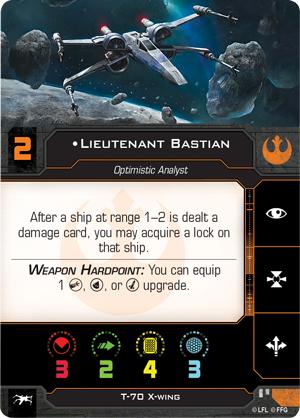 2
•Lieutenant Bastian
Optimistic Analyst
After a ship at range 1–2 is dealt a
damage card, you may acquire a lock on
that ship.
Weapon Hardpoint: You can equip
1 , , or upgrade.
3 2 4 3
T-70 X-wing
©LFL ©FFG